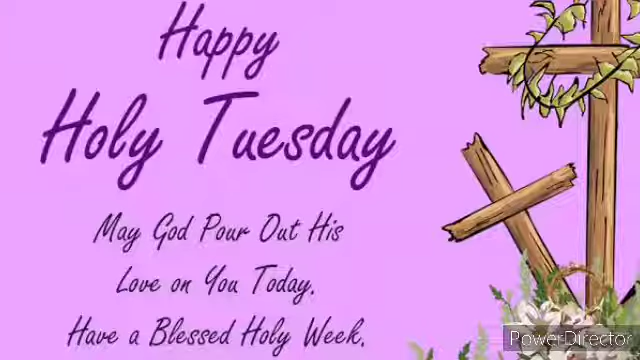 Happy
Holy Tuesday
May God Pour Out His
Love on You Today.
Have a Blessed Holy Week.
PowerDirector